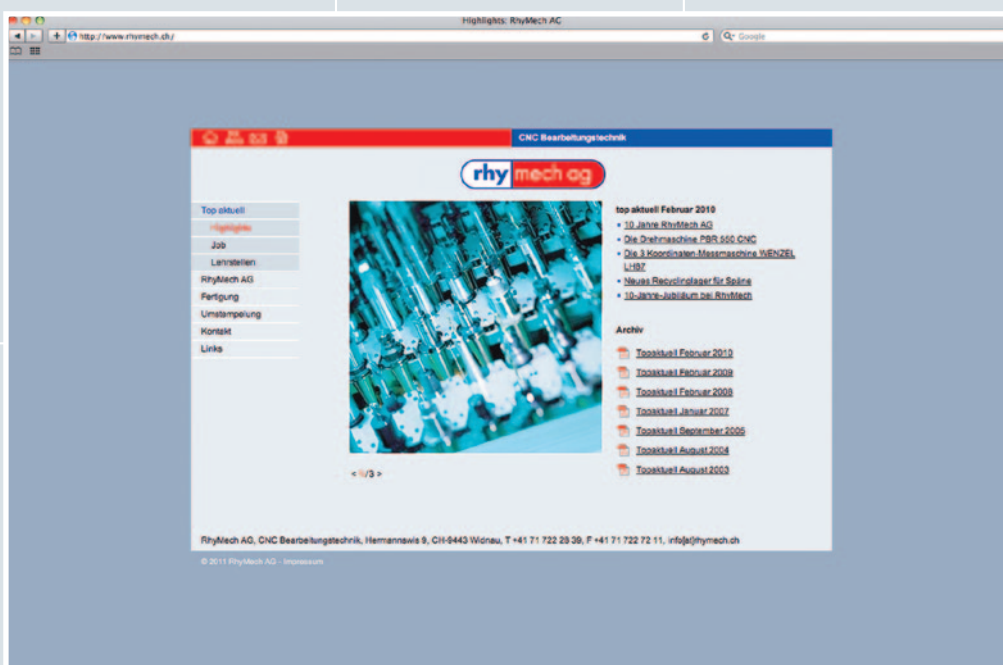 Highlights: RhyMech AG
http://www.rhymech.ch/
Google
CNC Bearbeitungstechnik
rhymech ag
Top aktuell
Highlights
Job
Lehrstellen
RhyMech AG
Fertigung
Umstempelung
Kontakt
Links
< /3 >
top aktuell Februar 2010
10 Jahre RhyMech AG
Die Drehmaschine PBR 550 CNC
Die 3 Koordinaten-Messmaschine WENZEL
LH87
Neues Recyclinglager für Späne
10-Jahre-Jubiläum bei RhyMech
Archiv
Topaktuell Februar 2010
Topaktuell Februar 2009
Topaktuell Februar 2008
Topaktuell Januar 2007
Topaktuell September 2005
Topaktuell August 2004
Topaktuell August 2003
RhyMech AG, CNC Bearbeitungstechnik, Hermannswis 9, CH-9443 Widnau, T +41 71 722 28 39, F +41 71 722 72 11, info[at]rhymech.ch
© 2011 RhyMech AG - Impressum